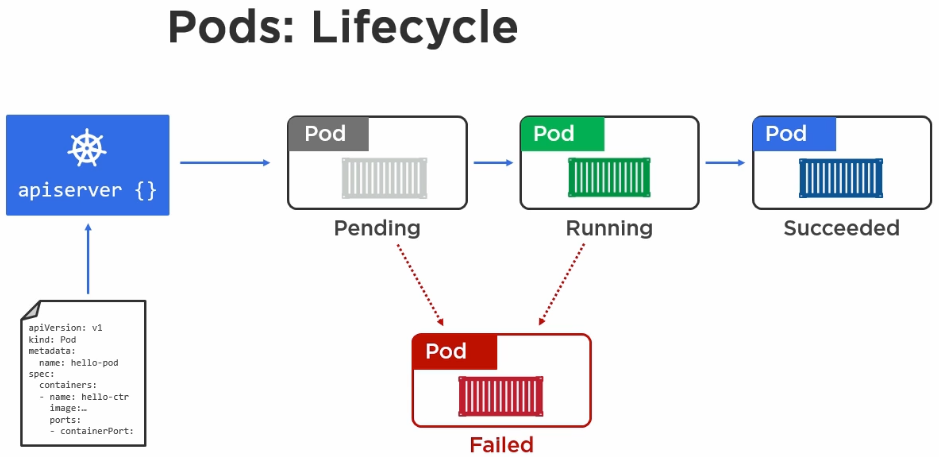 Pods: Lifecycle
apiserver {}
Pod
Pending
Pod
Running
Pod
Succeeded
apiVersion: v1
kind: Pod
metadata:
  name: hello-pod
spec:
  containers:
  - name: hello-ctr
    image:…
    ports:
    - containerPort:
Pod
Failed